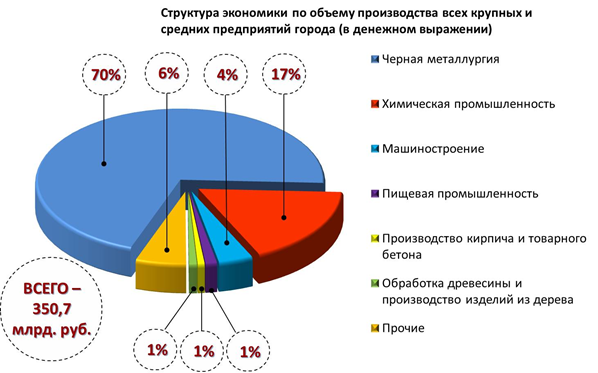 Структура экономики по объему производства всех крупных и
средних предприятий города (в денежном выражении)
70%
6%
4%
17%
Черная металлургия
Химическая промышленность
Машиностроение
Пищевая промышленность
Производство кирпича и товарного
бетона
Обработка древесины и
производство изделий из дерева
Прочие
ВСЕГО –
350,7
млрд. руб.
1%
1%
1%